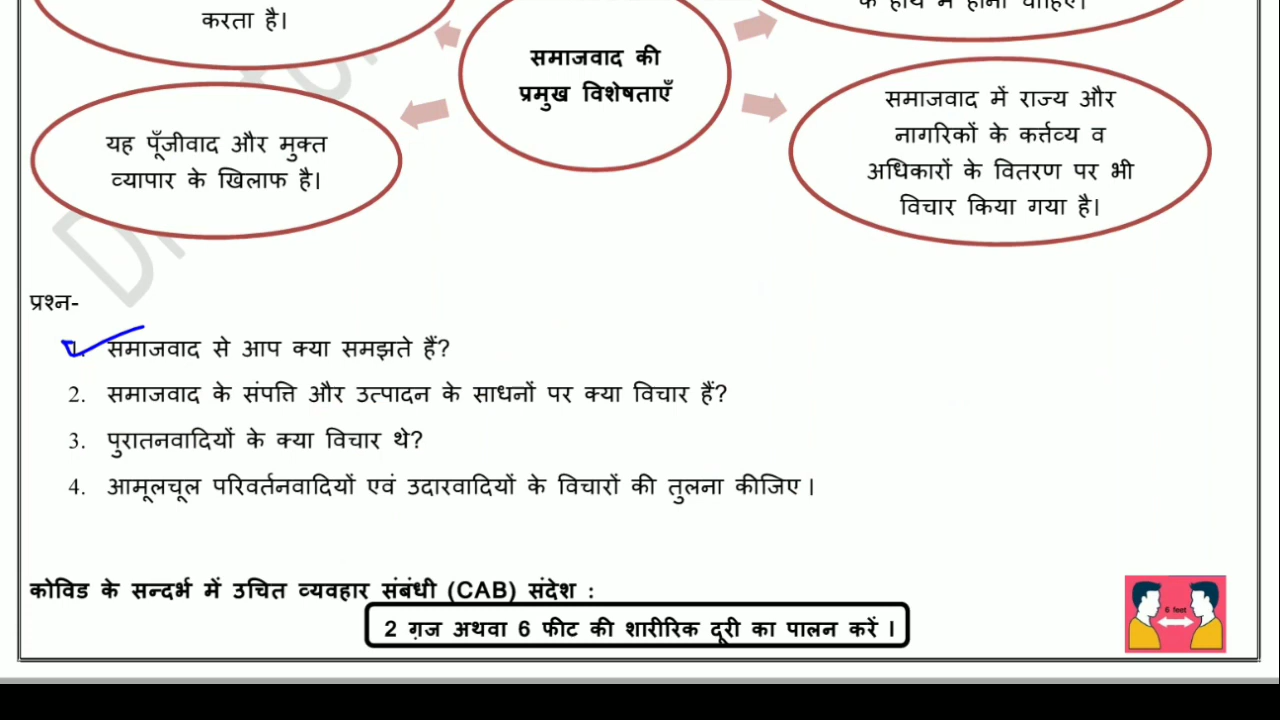 करता है।
समाजवाद की
प्रमुख विशेषताएँ
यह पूँजीवाद और मुक्त
व्यापार के खिलाफ है।
समाजवाद में राज्य और
नागरिकों के कर्त्तव्य व
अधिकारों के वितरण पर भी
विचार किया गया है।
प्रश्न-
1. समाजवाद से आप क्या समझते हैं?
2. समाजवाद के संपत्ति और उत्पादन के साधनों पर क्या विचार हैं?
3. पुरातनवादियों के क्या विचार थे?
4. आमूलचूल परिवर्तनवादियों एवं उदारवादियों के विचारों की तुलना कीजिए।
कोविड के सन्दर्भ में उचित व्यवहार संबंधी (CAB) संदेश :
2 ग़ज अथवा 6 फीट की शारीरिक दूरी का पालन करें ।
6 feet